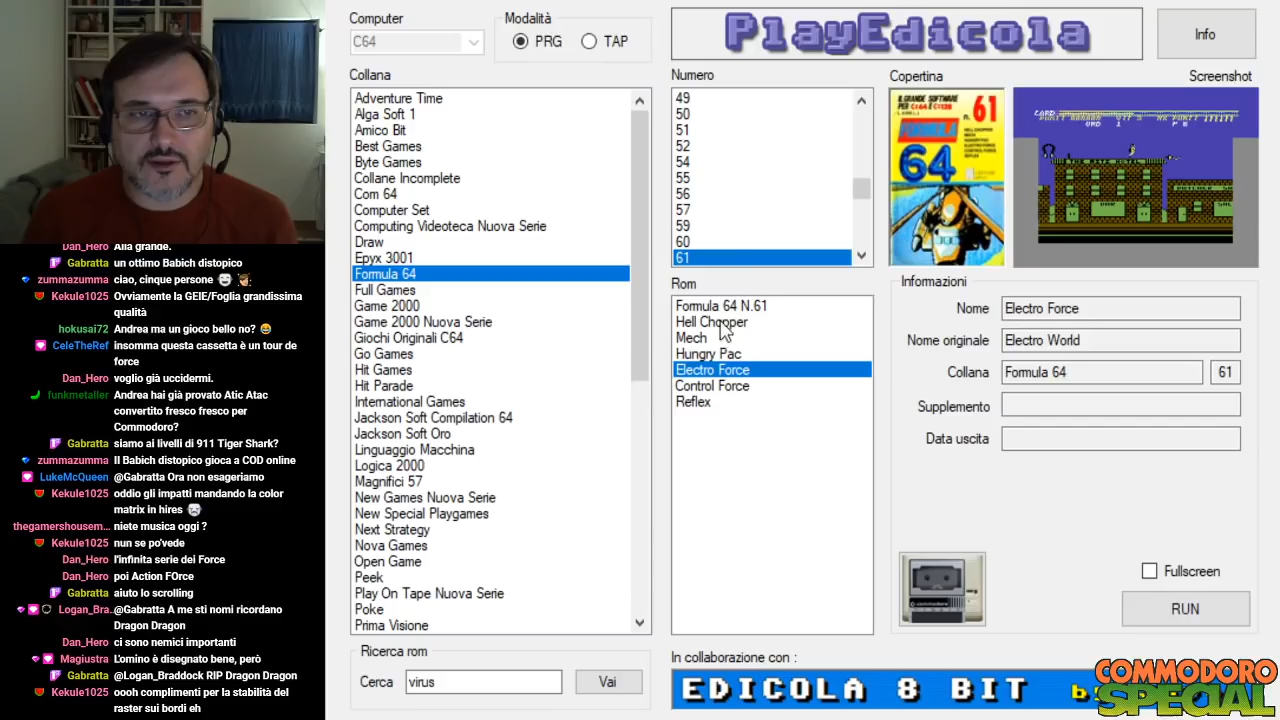 Computer
C64
Modalità
PRG
TAP
PlayEdicola
Info
Collana
Adventure Time
Alga Soft 1
Amico Bit
Best Games
Byte Games
Collane Incomplete
Com 64
Computer Set
Computing Videoteca Nuova Serie
Draw
Epyx 3001
Formula 64
Full Games
Game 2000
Game 2000 Nuova Serie
Giochi Originali C64
Go Games
Hit Games
Hit Parade
International Games
Jackson Soft Compilation 64
Jackson Soft Oro
Linguaggio Macchina
Logica 2000
Magnifici 57
New Games Nuova Serie
New Special Playgames
Next Strategy
Nova Games
Open Game
Peek
Play On Tape Nuova Serie
Poke
Prima Visione
Ricerca rom
Cerca
virus
Vai
Numero
49
50
51
52
54
55
56
57
59
60
61
Rom
Formula 64 N.61
Hell Chopper
Mech
Hungry Pac
Electro Force
Control Force
Reflex
Copertina
Screenshot
IL GRANDE SOFTWARE
PER C64 E C128
n. 61
FORMULA
64
Informazioni
Nome
Electro Force
Nome originale
Electro World
Collana
Formula 64
61
Supplemento
Data uscita
Fullscreen
RUN
In collaborazione con :
EDICOLA 8 BIT
COMMODORO
SPECIAL
Dan_Hero Alla grande.
Gabratta un ottimo Babich distopico
zummazumma ciao, cinque persone
Kekule1025 Ovviamente la GEIE/Foglia grandissima
qualità
hokusai72 Andrea ma un gioco bello no?
CeleTheRef insomma questa cassetta è un tour de
force
Dan_Hero voglio già uccidermi.
funkmetaller Andrea hai già provato Atic Atac
convertito fresco fresco per
Commodoro?
Gabratta siamo ai livelli di 911 Tiger Shark?
zummazumma Il Babich distopico gioca a COD online
LukeMcQueen @Gabratta Ora non esageriamo
Kekule1025 oddio gli impatti mandando la color
matrix in hires
thegamershousem... niete musica oggi ?
Kekule1025 nun se po'vede
Dan_Hero l'infinita serie dei Force
Dan_Hero poi Action FOrce
Gabratta aiuto lo scrolling
Logan_Bra.. @Gabratta A me sti nomi ricordano
Dragon Dragon
Dan_Hero ci sono nemici importanti
Magiustra L'omino è disegnato bene, però
Gabratta @Logan_Braddock RIP Dragon Dragon
Kekule1025 oooh complimenti per la stabilità del
raster sui bordi eh